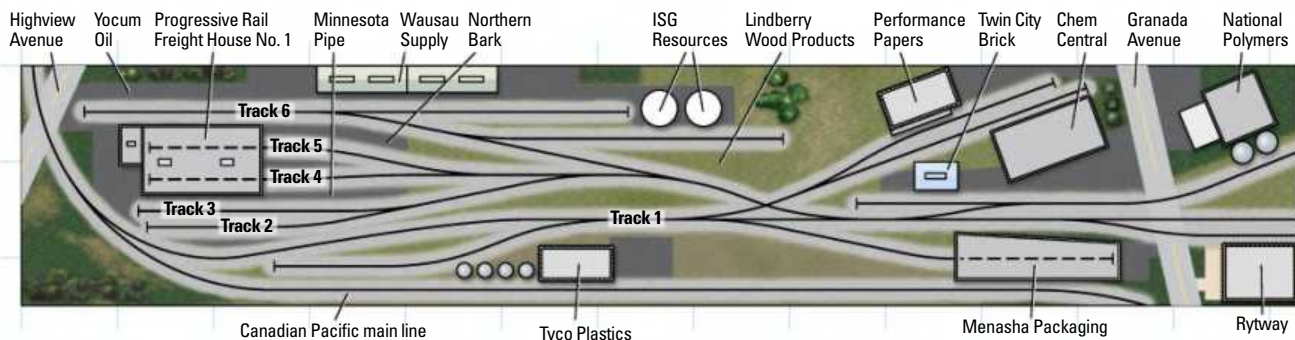 Highview
Avenue
Yocum
Oil
Progressive Rail
Freight House No. 1
Minnesota
Pipe
Wausau
Supply
Northern
Bark
ISG
Resources
Lindberry
Wood Products
Performance
Papers
Twin City
Brick
Chem
Central
Granada
Avenue
National
Polymers
Track 6
Track 5
Track 4
Track 3
Track 2
Track 1
Canadian Pacific main line
Tyco Plastics
Menasha Packaging
Rytway